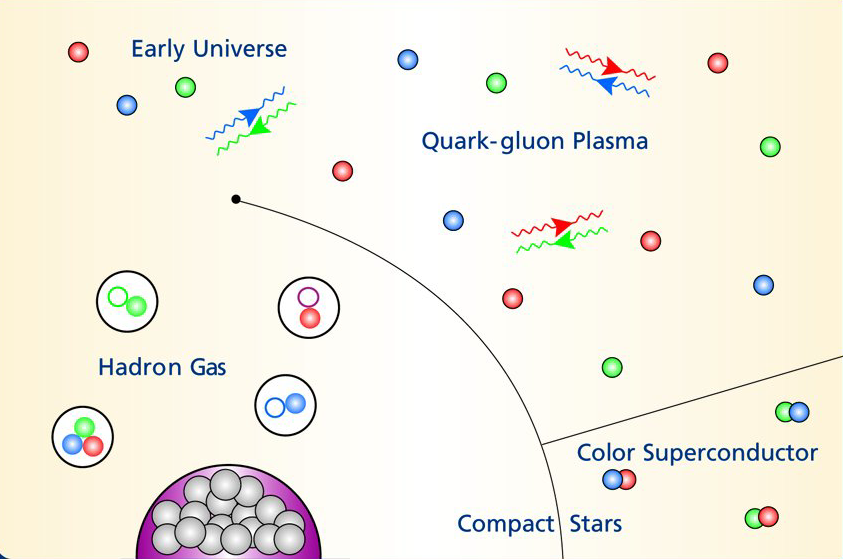 Early Universe
Quark-gluon Plasma
Hadron Gas
Color Superconductor
Compact Stars